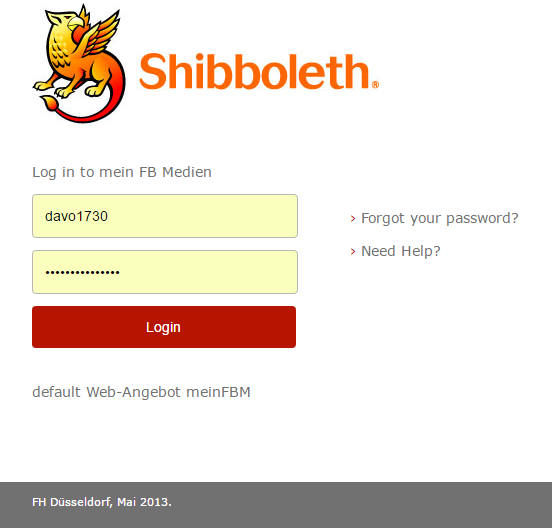 Shibboleth®
Log in to mein FB Medien
davo1730
•••••••••••••••
Login
› Forgot your password?
› Need Help?
default Web-Angebot meinFBM
FH Düsseldorf, Mai 2013.